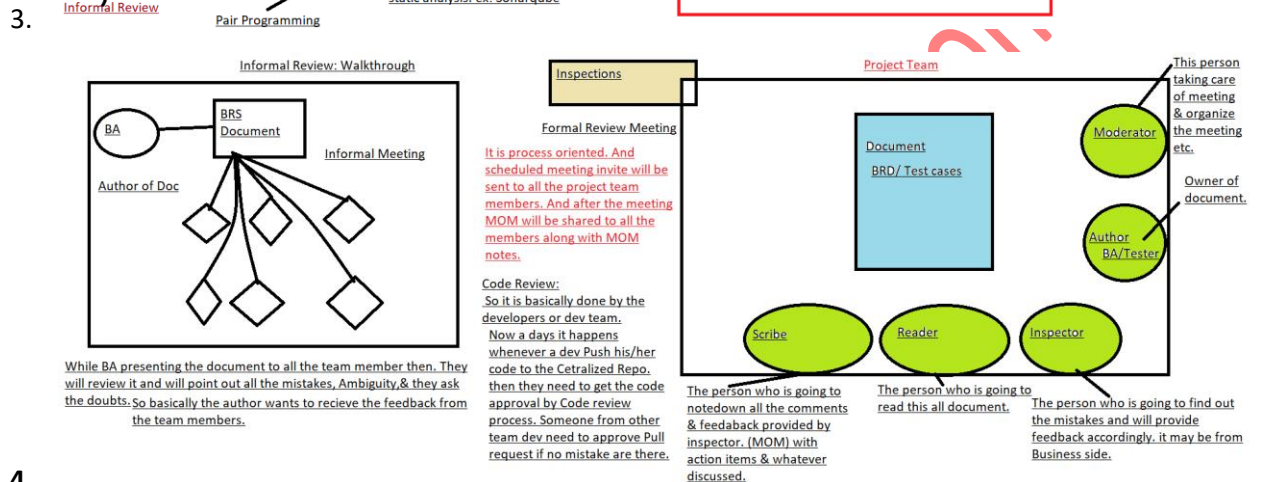 Informal Review
Pair Programming
3.
Informal Review: Walkthrough
BA
BRS
Document
Informal Meeting
Author of Doc
While BA presenting the document to all the team member then. They
will review it and will point out all the mistakes, Ambiguity,& they ask
the doubts. So basically the author wants to recieve the feedback from
the team members.
Inspections
Formal Review Meeting
It is process oriented. And
scheduled meeting invite will be
sent to all the project team
members. And after the meeting
MOM will be shared to all the
members along with MOM
notes.
Code Review:
So it is basically done by the
developers or dev team.
Now a days it happens
whenever a dev Push his/her
code to the Cetralized Repo.
then they need to get the code
approval by Code review
process. Someone from other
team dev need to approve Pull
request if no mistake are there.
Project Team
Document
BRD/ Test cases
Moderator
This person
taking care
of meeting
& organize
the meeting
etc.
Owner of
document.
Author
BA/Tester
Scribe
Reader
Inspector
The person who is going to
notedown all the comments
& feedaback provided by
inspector. (MOM) with
action items & whatever
discussed.
The person who is going to
read this all document.
The person who is going to find out
the mistakes and will provide
feedback accordingly. it may be from
Business side.